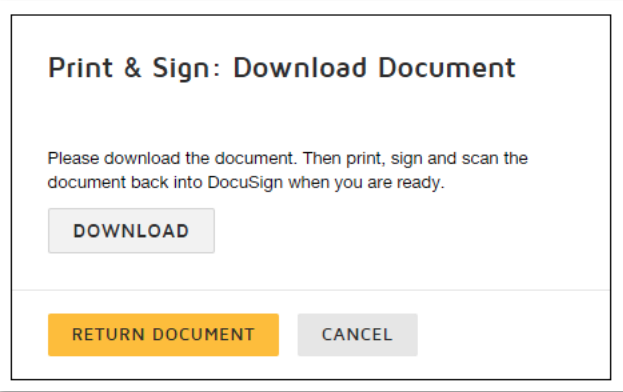 Print & Sign: Download Document
Please download the document. Then print, sign and scan the
document back into DocuSign when you are ready.
DOWNLOAD
RETURN DOCUMENT CANCEL